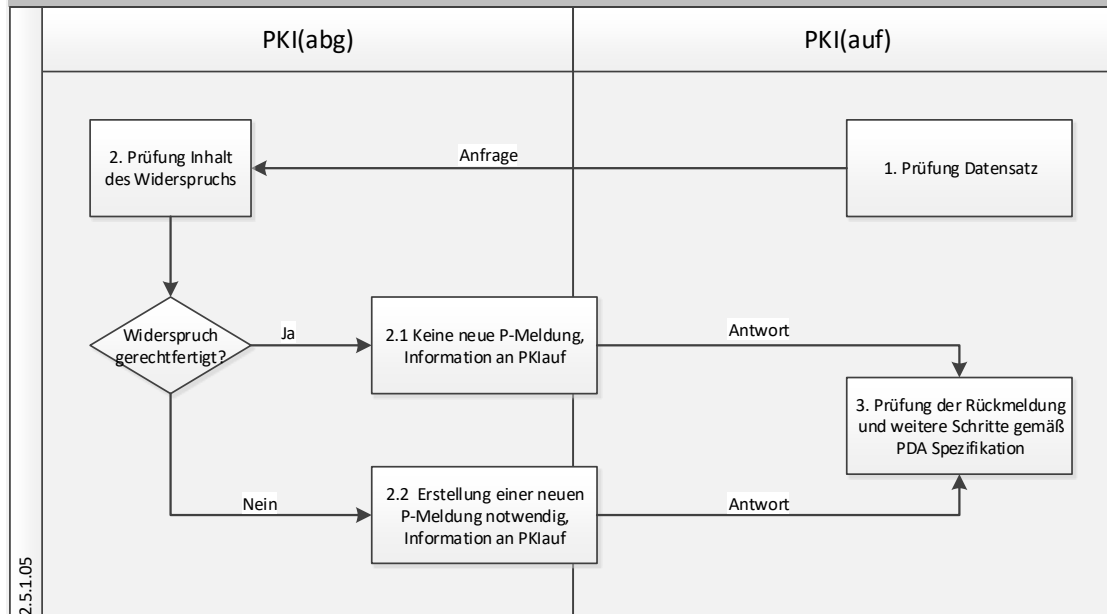 PKI(abg)
PKI(auf)
2. Prüfung Inhalt
des Widerspruchs
Anfrage
1. Prüfung Datensatz
Widerspruch
gerechtfertigt?
Ja
2.1 Keine neue P-Meldung,
Information an PKIauf
Antwort
3. Prüfung der Rückmeldung
und weitere Schritte gemäß
PDA Spezifikation
Nein
2.2 Erstellung einer neuen
P-Meldung notwendig,
Information an PKIauf
Antwort
2.5.1.05